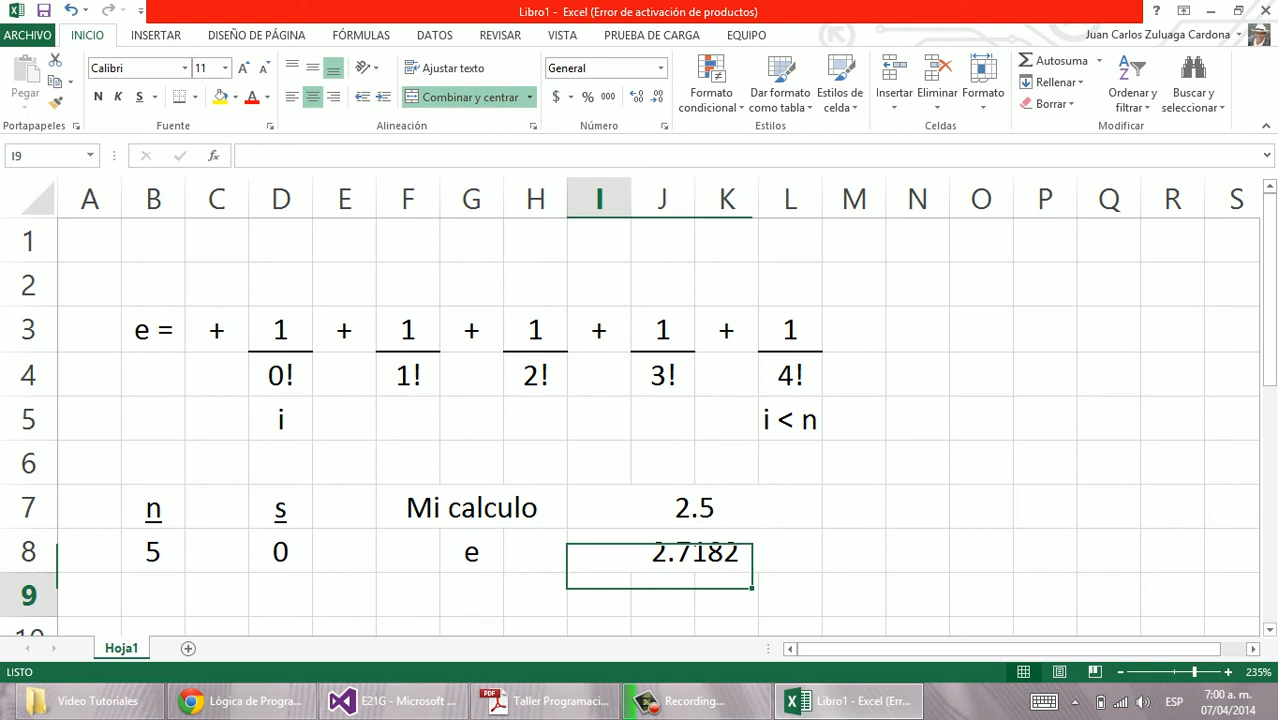 Libro1 - Excel (Error de activación de productos)
ARCHIVO INICIO INSERTAR DISEÑO DE PÁGINA FÓRMULAS DATOS REVISAR VISTA PRUEBA DE CARGA EQUIPO Juan Carlos Zuluaga Cardona
Pegar
Calibri 11
N K S
Ajustar texto
Combinar y centrar
General
$ % 000
Formato condicional
Dar formato como tabla
Estilos de celda
Insertar
Eliminar
Formato
Autosuma
Rellenar
Borrar
Ordenar y filtrar
Buscar y seleccionar
Portapapeles Fuente Alineación Número Estilos Celdas Modificar
I9 fx
A B C D E F G H I J K L M N O P Q R S
1
2
3 e = + 1 + 1 + 1 + 1 + 1
4 0! 1! 2! 3! 4!
5 i i < n
6
7 n s Mi calculo 2.5
8 5 0 e 2.7182
9
10
Hoja1
LISTO 235%
Video Tutoriales Lógica de Programa... E21G - Microsoft ... Taller Programaci... Recording... Libro1 - Excel (Err... ESP 7:00 a. m.
07/04/2014